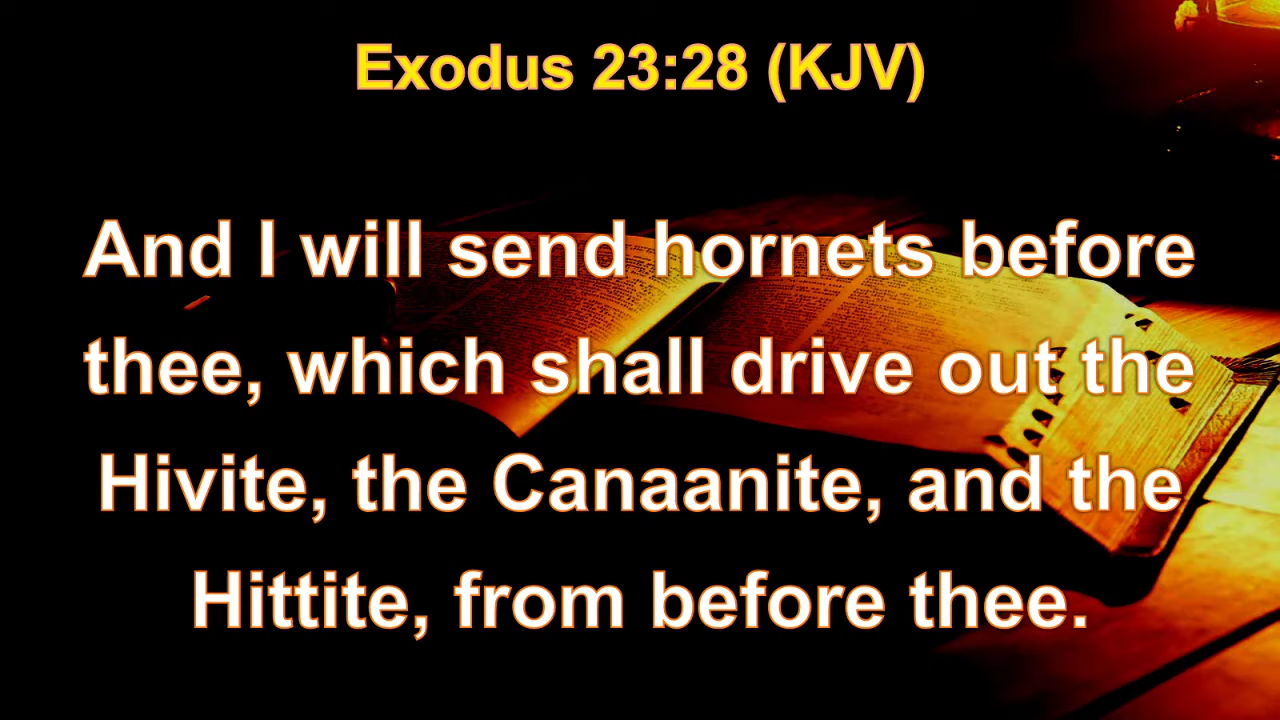 Exodus 23:28 (KJV)
And I will send hornets before
thee, which shall drive out the
Hivite, the Canaanite, and the
Hittite, from before thee.